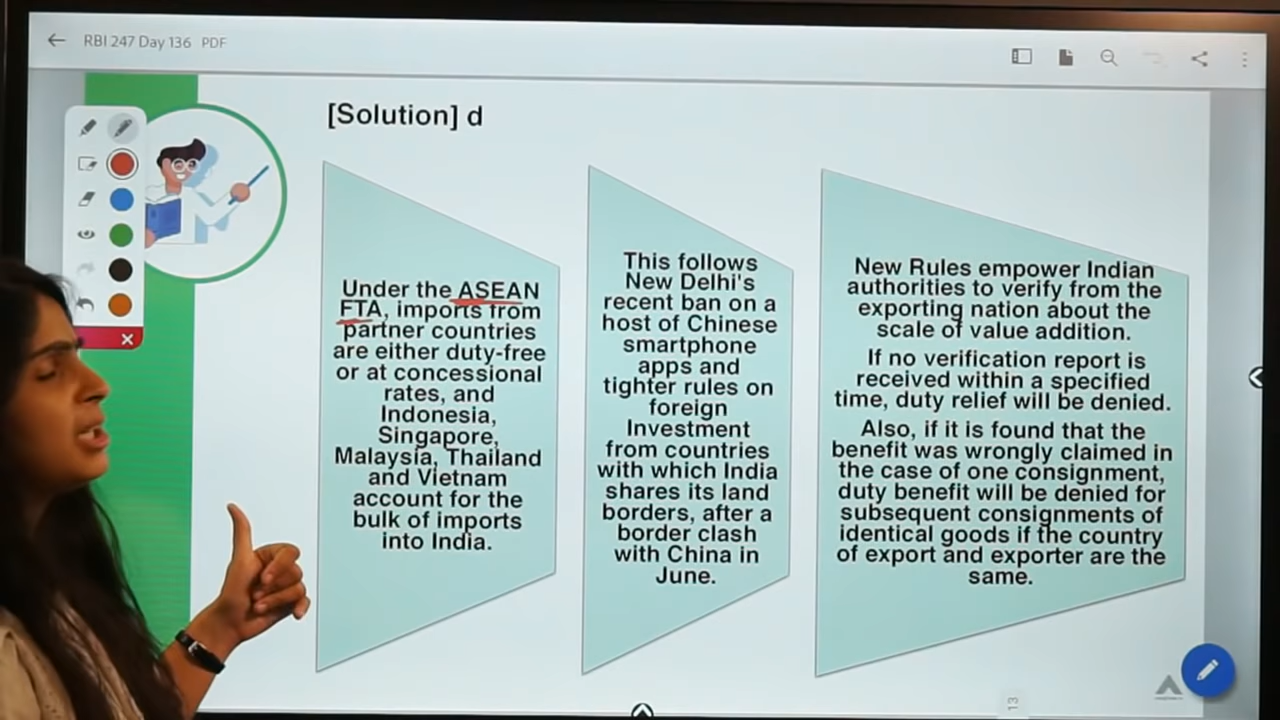 RBI 247 Day 136 PDF
[Solution] d
Under the ASEAN
FTA, imports from
partner countries
are either duty-free
or at concessional
rates, and
Indonesia,
Singapore,
Malaysia, Thailand
and Vietnam
account for the
bulk of imports
into India.
This follows
New Delhi's
recent ban on a
host of Chinese
smartphone
apps and
tighter rules on
foreign
Investment
from countries
with which India
shares its land
borders, after a
border clash
with China in
June.
New Rules empower Indian
authorities to verify from the
exporting nation about the
scale of value addition.
If no verification report is
received within a specified
time, duty relief will be denied.
Also, if it is found that the
benefit was wrongly claimed in
the case of one consignment,
duty benefit will be denied for
subsequent consignments of
identical goods if the country
of export and exporter are the
same.
13